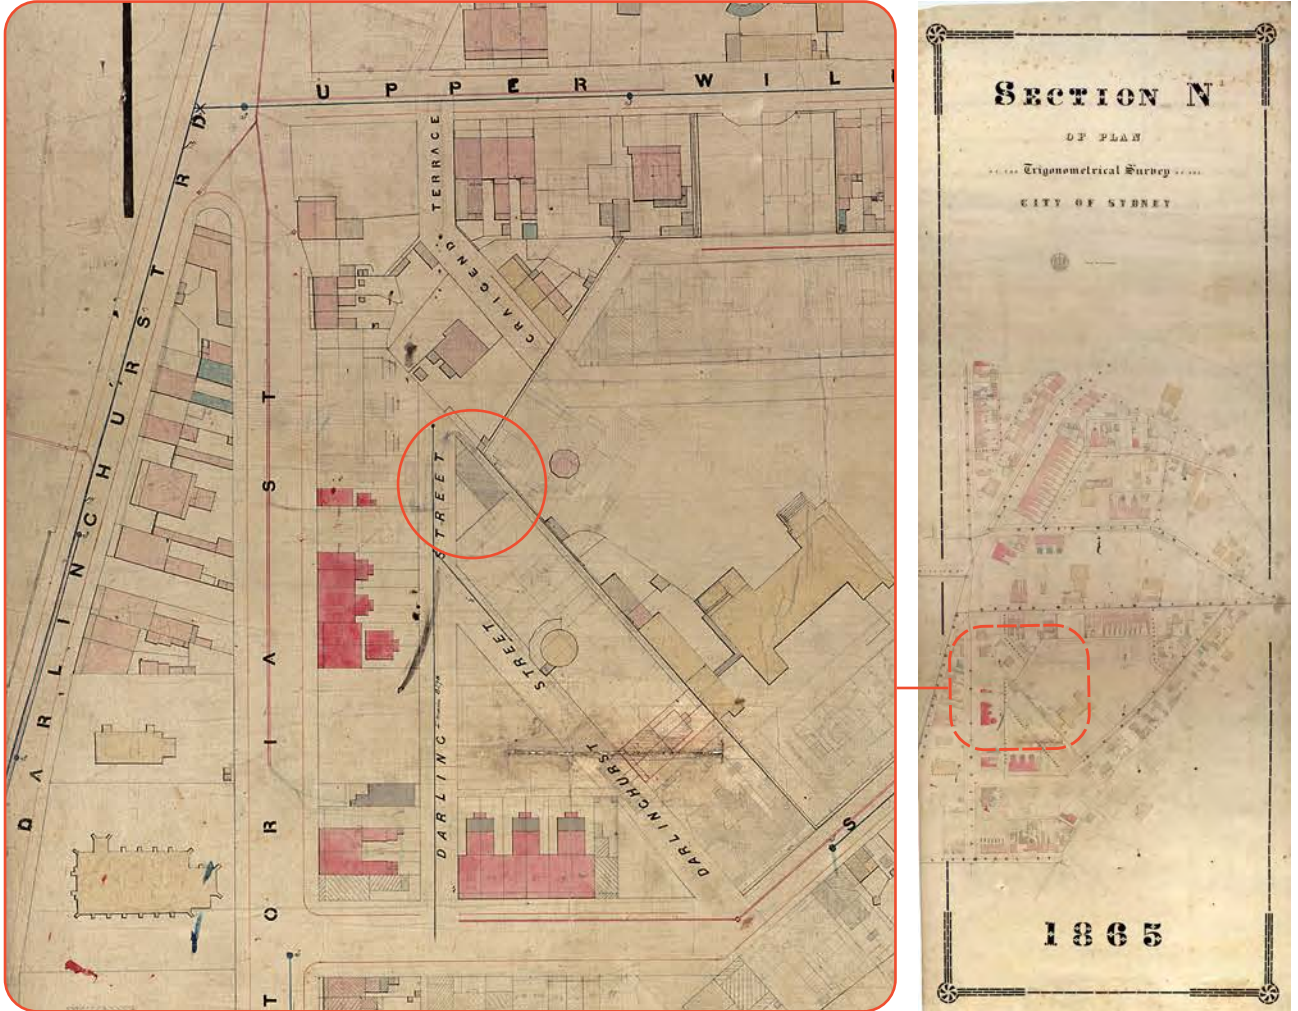 UPPER WILL
DARLINGHURST RD
TERRACE
CRAIGEND
VICTORIA ST
STREET
DARLING
STREET
DARLINGHURST
S
SECTION N
OF PLAN
Trigonometrical Survey
CITY OF SYDNEY
1865